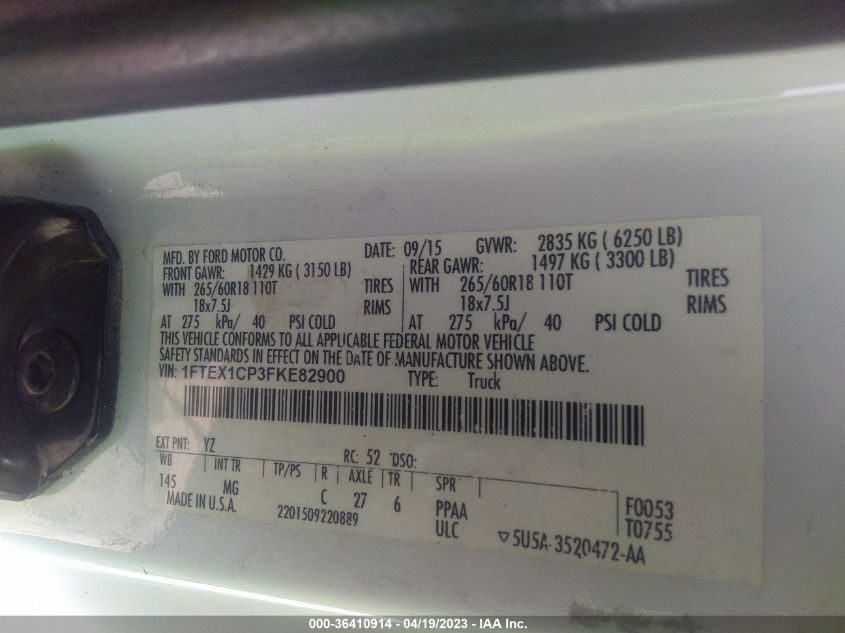 MFD. BY FORD MOTOR CO. DATE: 09/15 GVWR: 2835 KG ( 6250 LB)
FRONT GAWR: 1429 KG ( 3150 LB) REAR GAWR: 1497 KG ( 3300 LB)
WITH 265/60R18 110T TIRES WITH 265/60R18 110T TIRES
18x7.5J RIMS 18x7.5J RIMS
AT 275 kPa/ 40 PSI COLD AT 275 kPa/ 40 PSI COLD
THIS VEHICLE CONFORMS TO ALL APPLICABLE FEDERAL MOTOR VEHICLE
SAFETY STANDARDS IN EFFECT ON THE DATE OF MANUFACTURE SHOWN ABOVE.
VIN: 1FTEX1CP3FKE82900 TYPE: Truck
EXT PNT: YZ RC: 52 DSO:
WB INT TR TP/PS R AXLE TR SPR
145 MG C 27 6 PPAA F0053
MADE IN U.S.A. 2201509220889 ULC T0755
▽5U5A-3520472-AA
000-36410914 - 04/19/2023 - IAA Inc.